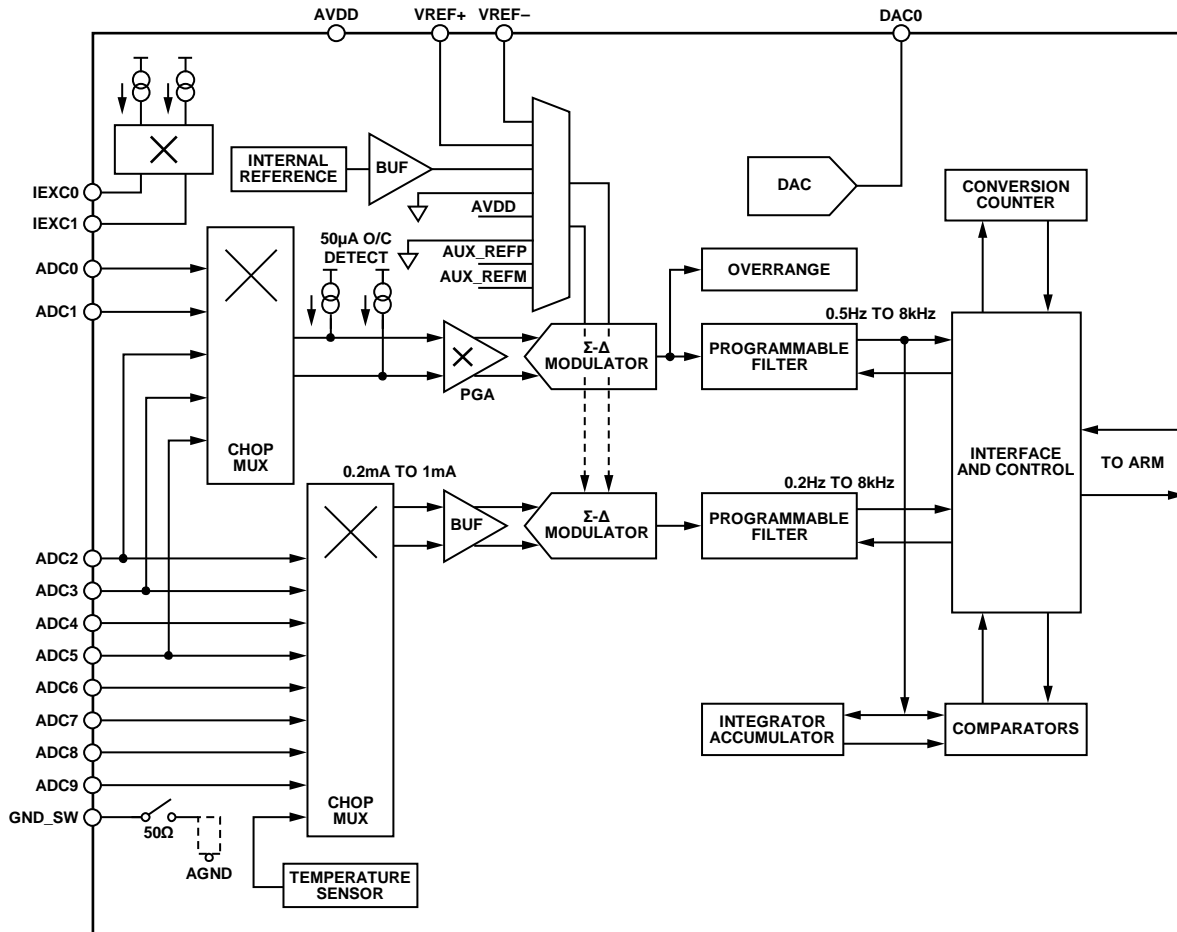 AVDD
VREF+
VREF–
DAC0
IEXC0
IEXC1
ADC0
ADC1
ADC2
ADC3
ADC4
ADC5
ADC6
ADC7
ADC8
ADC9
GND_SW
50Ω
AGND
INTERNAL
REFERENCE
BUF
AVDD
AUX_REFP
AUX_REFM
50µA O/C
DETECT
CHOP
MUX
PGA
Σ-Δ
MODULATOR
OVERRANGE
PROGRAMMABLE
FILTER
0.5Hz TO 8kHz
DAC
CONVERSION
COUNTER
INTERFACE
AND CONTROL
TO ARM
0.2mA TO 1mA
CHOP
MUX
BUF
Σ-Δ
MODULATOR
PROGRAMMABLE
FILTER
0.2Hz TO 8kHz
INTEGRATOR
ACCUMULATOR
COMPARATORS
TEMPERATURE
SENSOR